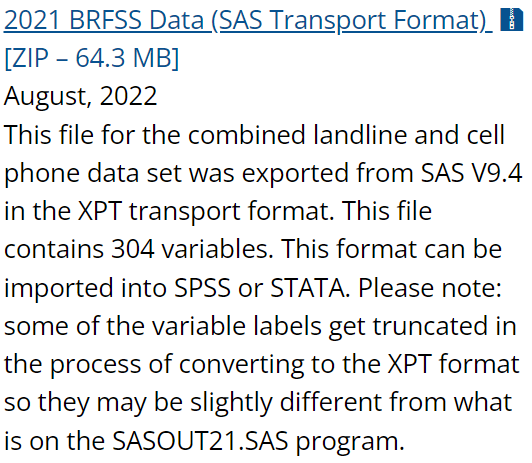 2021 BRFSS Data (SAS Transport Format)
[ZIP – 64.3 MB]
August, 2022
This file for the combined landline and cell
phone data set was exported from SAS V9.4
in the XPT transport format. This file
contains 304 variables. This format can be
imported into SPSS or STATA. Please note:
some of the variable labels get truncated in
the process of converting to the XPT format
so they may be slightly different from what
is on the SASOUT21.SAS program.